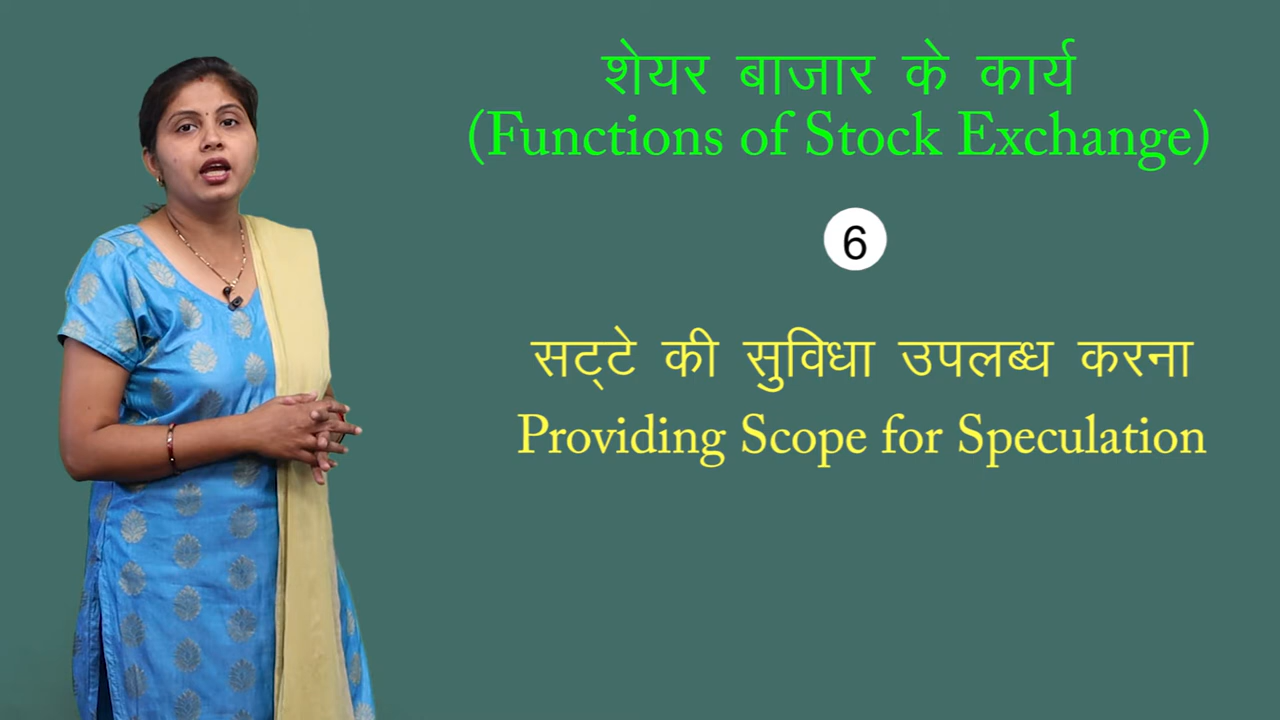 शेयर बाजार के कार्य
(Functions of Stock Exchange)
6
सट्टे की सुविधा उपलब्ध करना
Providing Scope for Speculation